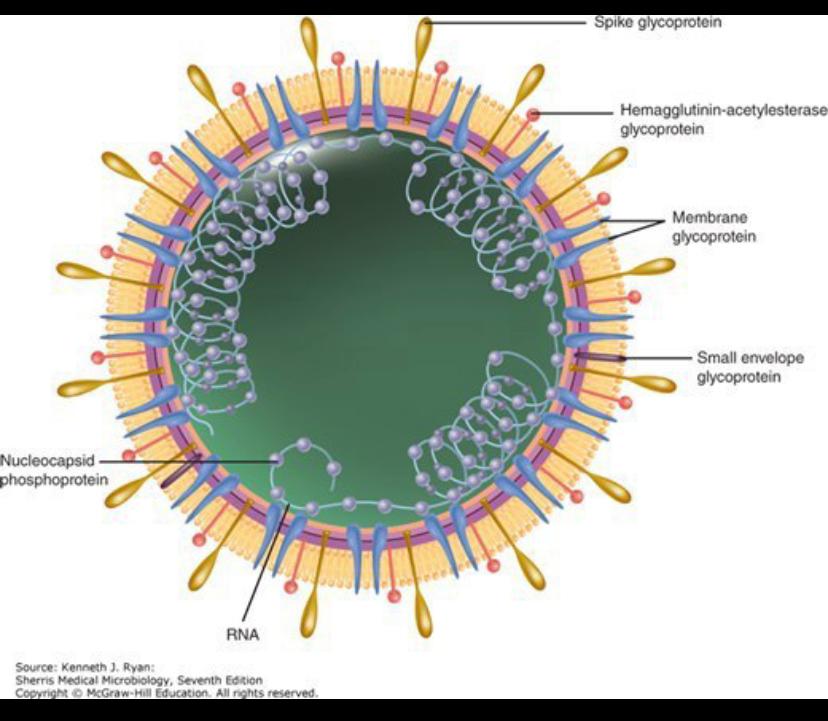 Spike glycoprotein
Hemagglutinin-acetylesterase
glycoprotein
Membrane
glycoprotein
Small envelope
glycoprotein
Nucleocapsid
phosphoprotein
RNA
Source: Kenneth J. Ryan:
Sherris Medical Microbiology, Seventh Edition
Copyright © McGraw-Hill Education. All rights reserved.